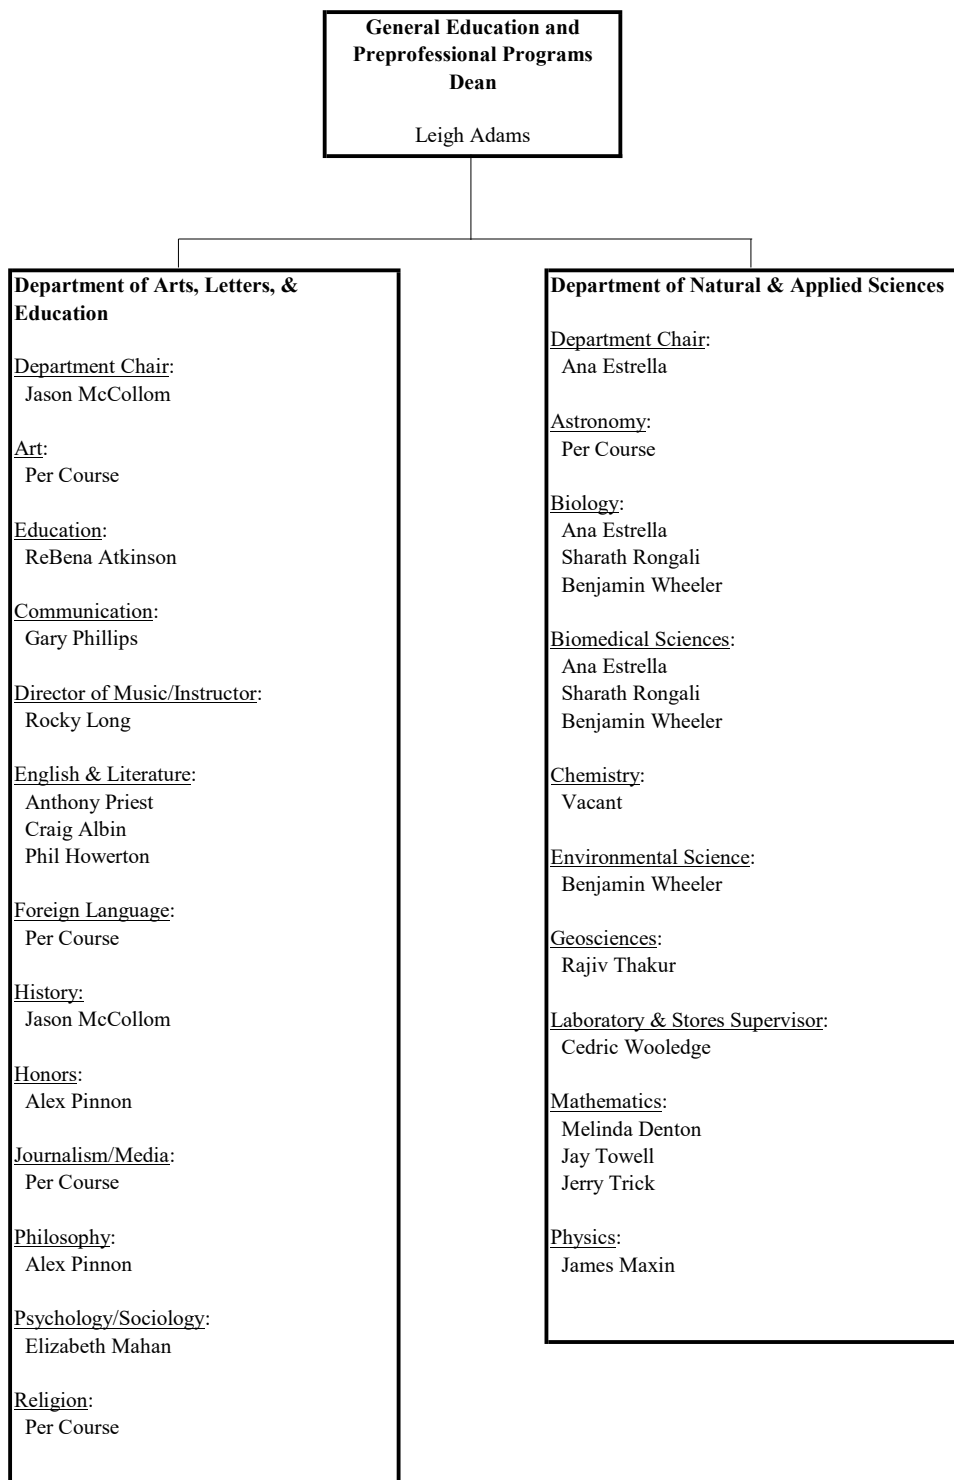 General Education and
Preprofessional Programs
Dean
Leigh Adams
Department of Arts, Letters, &
Education
Department Chair:
Jason McCollom
Art:
Per Course
Education:
ReBena Atkinson
Communication:
Gary Phillips
Director of Music/Instructor:
Rocky Long
English & Literature:
Anthony Priest
Craig Albin
Phil Howerton
Foreign Language:
Per Course
History:
Jason McCollom
Honors:
Alex Pinnon
Journalism/Media:
Per Course
Philosophy:
Alex Pinnon
Psychology/Sociology:
Elizabeth Mahan
Religion:
Per Course
Department of Natural & Applied Sciences
Department Chair:
Ana Estrella
Astronomy:
Per Course
Biology:
Ana Estrella
Sharath Rongali
Benjamin Wheeler
Biomedical Sciences:
Ana Estrella
Sharath Rongali
Benjamin Wheeler
Chemistry:
Vacant
Environmental Science:
Benjamin Wheeler
Geosciences:
Rajiv Thakur
Laboratory & Stores Supervisor:
Cedric Wooledge
Mathematics:
Melinda Denton
Jay Towell
Jerry Trick
Physics:
James Maxin